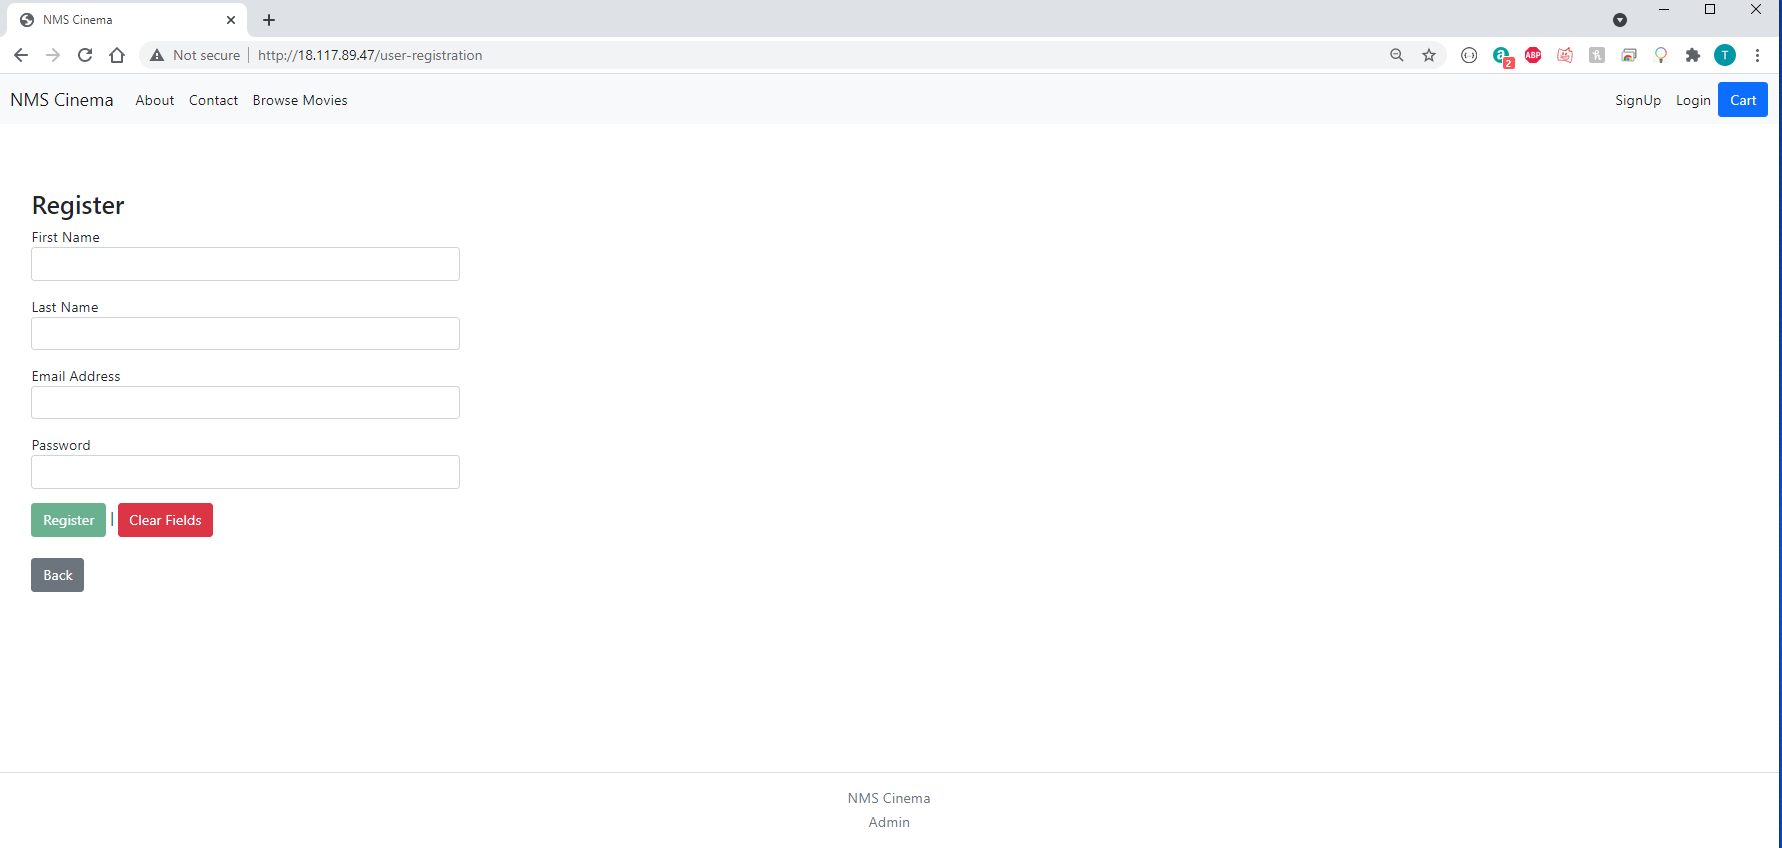 NMS Cinema
Not secure http://18.117.89.47/user-registration
ABP
2
T
NMS Cinema About Contact Browse Movies SignUp Login Cart
Register
First Name
Last Name
Email Address
Password
Register | Clear Fields
Back
NMS Cinema
Admin